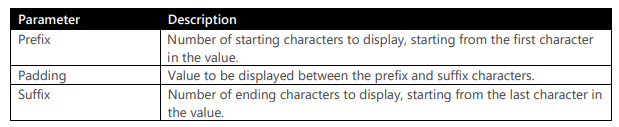 Parameter Description
Prefix Number of starting characters to display, starting from the first character
in the value.
Padding Value to be displayed between the prefix and suffix characters.
Suffix Number of ending characters to display, starting from the last character in
the value.